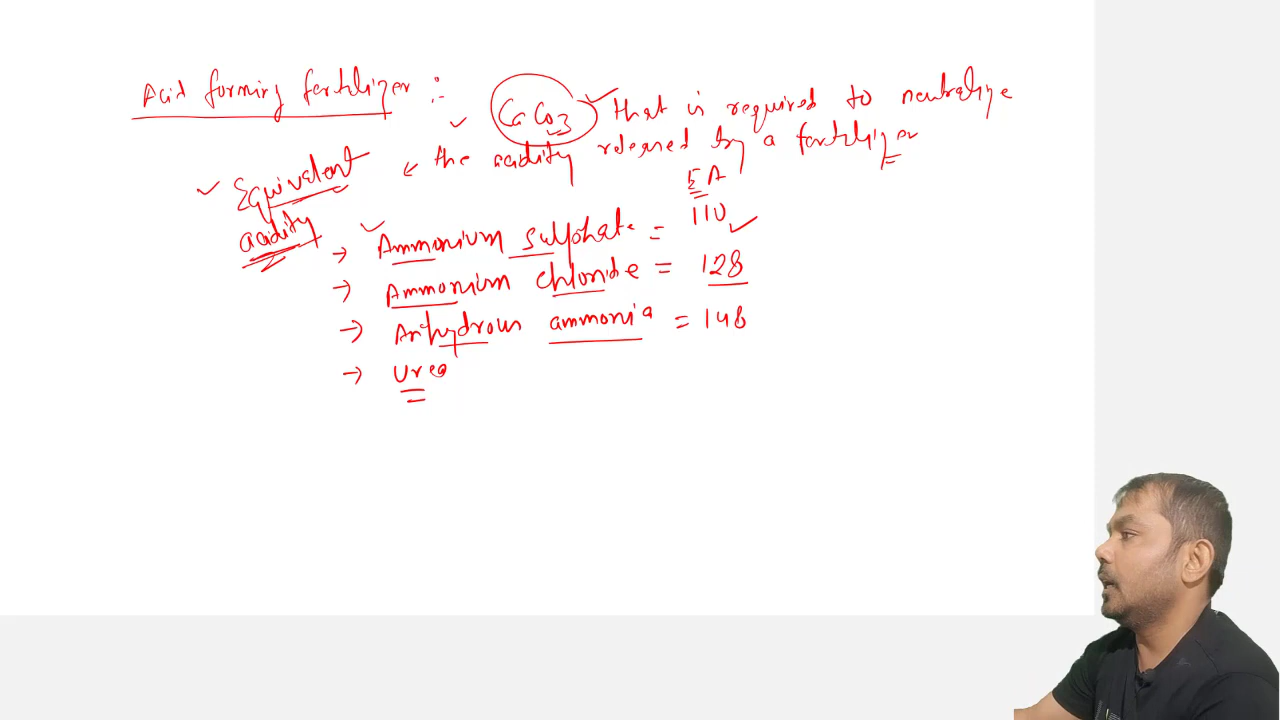 Acid forming fertilizer :-
CaCO3 that is required to neutralize
the acidity released by a fertilizer
Equivalent
acidity
EA
→ Ammonium sulphate = 110
→ Ammonium chloride = 128
→ Anhydrous ammonia = 148
→ Urea